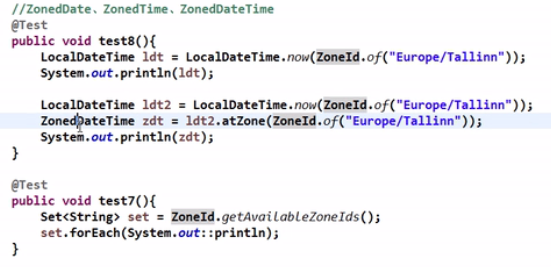 //ZonedDate、ZonedTime、ZonedDateTime
@Test
public void test8(){
LocalDateTime ldt = LocalDateTime.now(ZoneId.of("Europe/Tallinn"));
System.out.println(ldt);
LocalDateTime ldt2 = LocalDateTime.now(ZoneId.of("Europe/Tallinn"));
ZonedDateTime zdt = ldt2.atZone(ZoneId.of("Europe/Tallinn"));
System.out.println(zdt);
}
@Test
public void test7(){
Set<String> set = ZoneId.getAvailableZoneIds();
set.forEach(System.out::println);
}